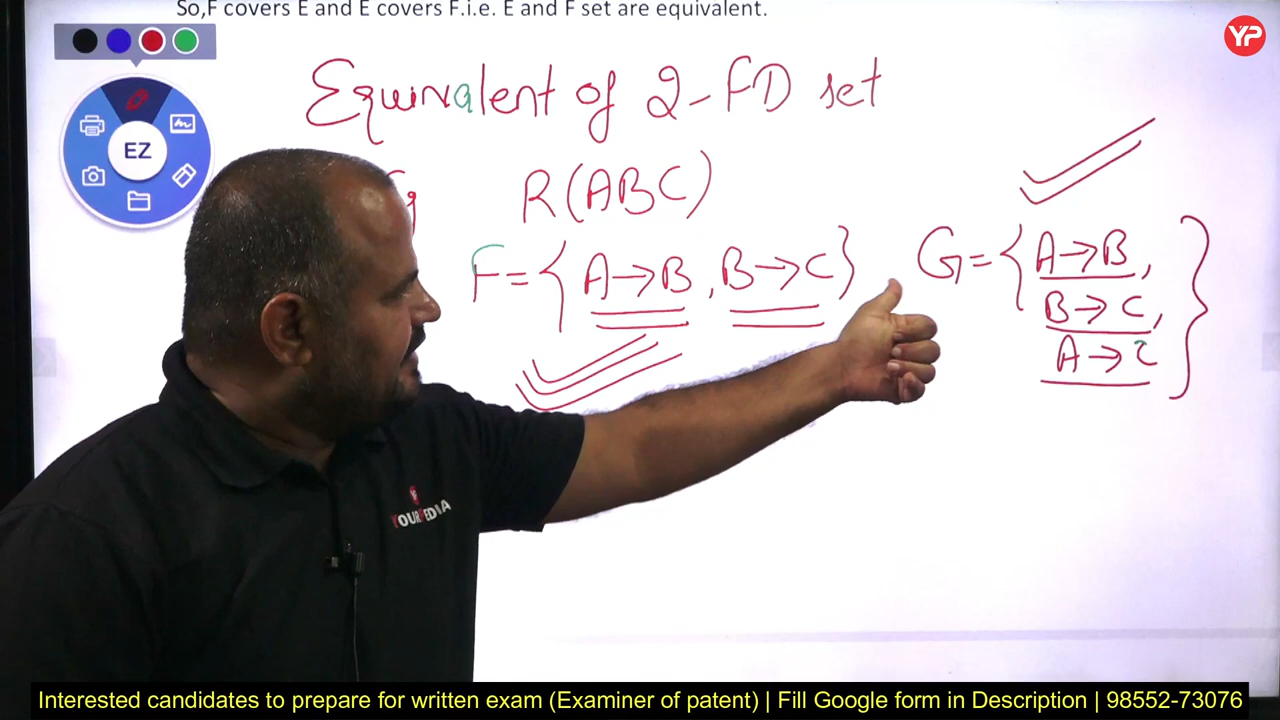 So,F covers E and E covers F.i.e. E and F set are equivalent.
YP
Equivalent of 2-FD set
EZ
R(ABC)
F = { A → B , B → C }
G = { A → B ,
B → C ,
A → C }
YOURPEDIA
Interested candidates to prepare for written exam (Examiner of patent) | Fill Google form in Description | 98552-73076